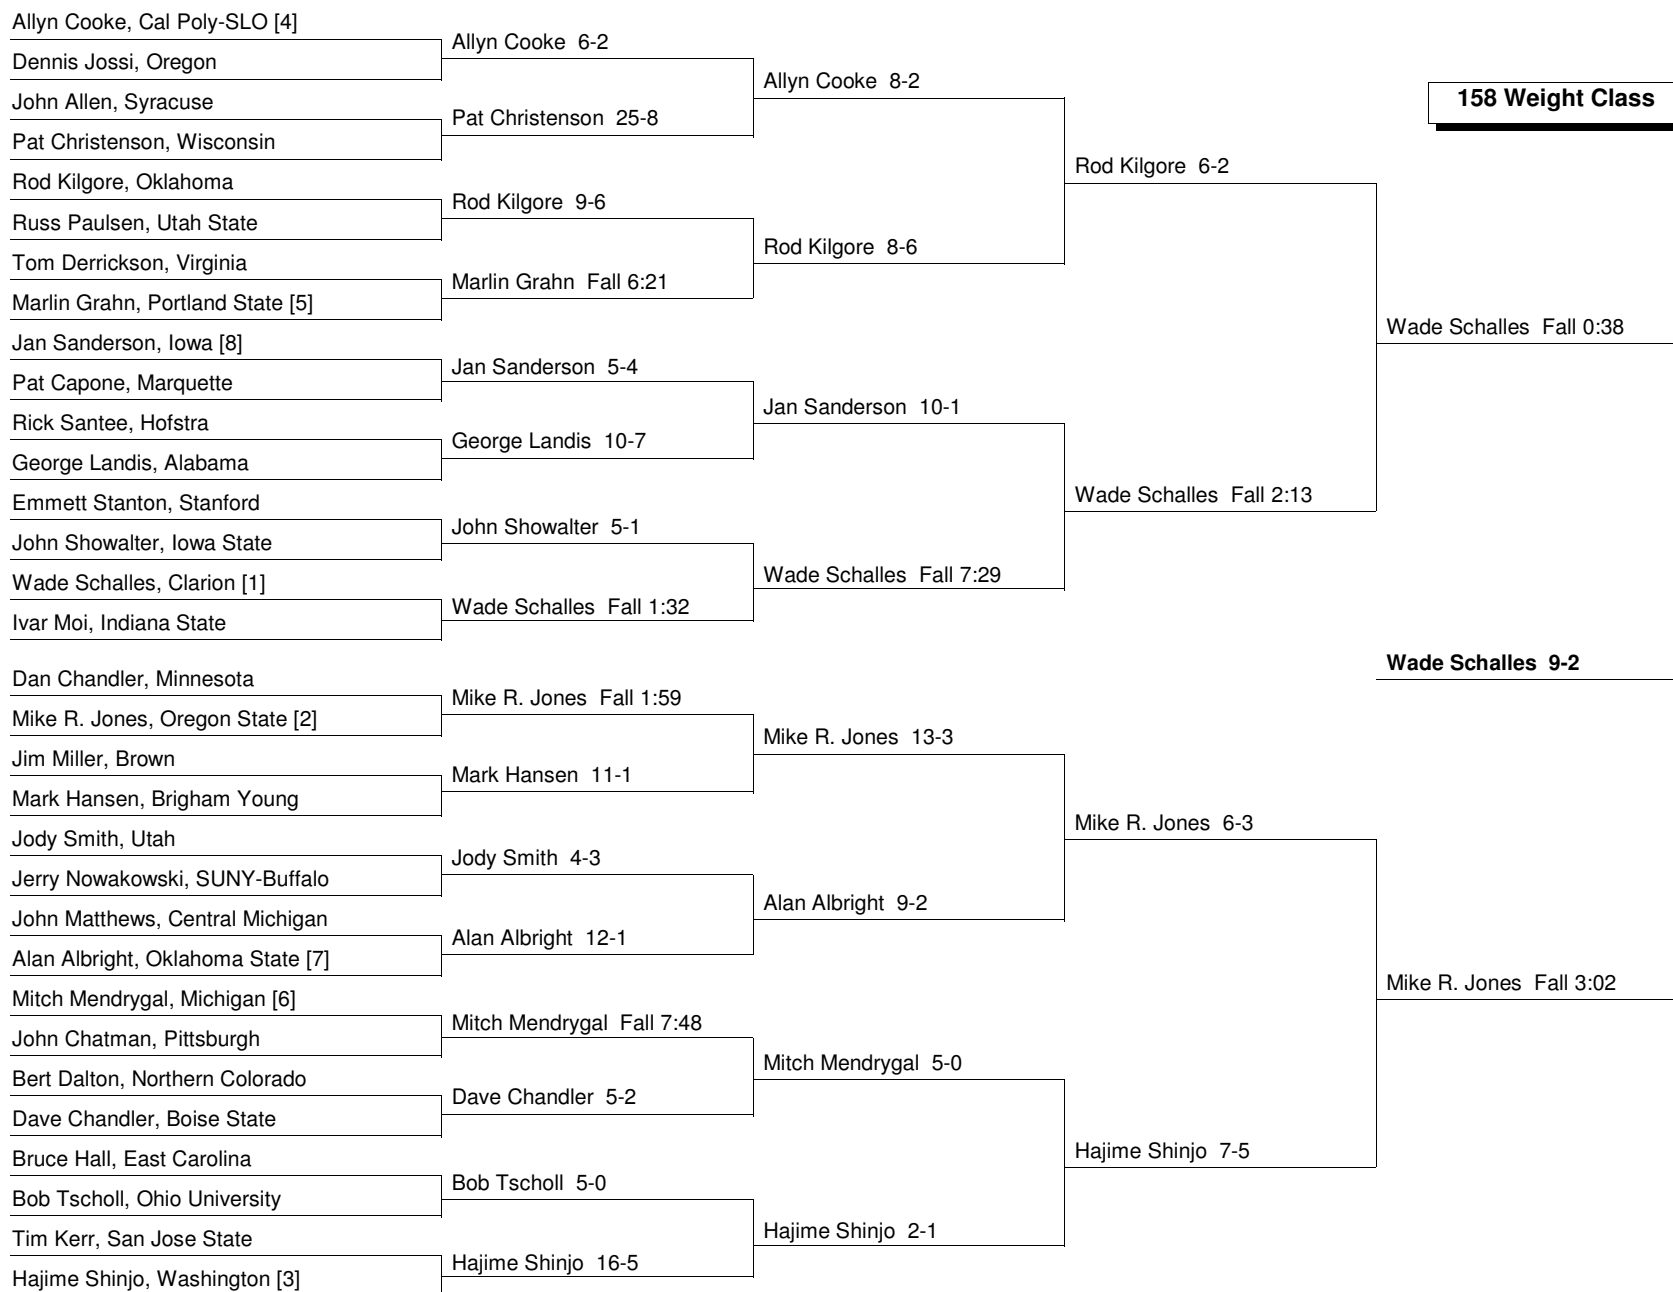 Allyn Cooke, Cal Poly-SLO [4]
Dennis Jossi, Oregon
John Allen, Syracuse
Pat Christenson, Wisconsin
Rod Kilgore, Oklahoma
Russ Paulsen, Utah State
Tom Derrickson, Virginia
Marlin Grahn, Portland State [5]
Jan Sanderson, Iowa [8]
Pat Capone, Marquette
Rick Santee, Hofstra
George Landis, Alabama
Emmett Stanton, Stanford
John Showalter, Iowa State
Wade Schalles, Clarion [1]
Ivar Moi, Indiana State
Dan Chandler, Minnesota
Mike R. Jones, Oregon State [2]
Jim Miller, Brown
Mark Hansen, Brigham Young
Jody Smith, Utah
Jerry Nowakowski, SUNY-Buffalo
John Matthews, Central Michigan
Alan Albright, Oklahoma State [7]
Mitch Mendrygal, Michigan [6]
John Chatman, Pittsburgh
Bert Dalton, Northern Colorado
Dave Chandler, Boise State
Bruce Hall, East Carolina
Bob Tscholl, Ohio University
Tim Kerr, San Jose State
Hajime Shinjo, Washington [3]
Allyn Cooke 6-2
Pat Christenson 25-8
Rod Kilgore 9-6
Marlin Grahn Fall 6:21
Jan Sanderson 5-4
George Landis 10-7
John Showalter 5-1
Wade Schalles Fall 1:32
Mike R. Jones Fall 1:59
Mark Hansen 11-1
Jody Smith 4-3
Alan Albright 12-1
Mitch Mendrygal Fall 7:48
Dave Chandler 5-2
Bob Tscholl 5-0
Hajime Shinjo 16-5
Allyn Cooke 8-2
Rod Kilgore 8-6
Jan Sanderson 10-1
Wade Schalles Fall 7:29
Mike R. Jones 13-3
Alan Albright 9-2
Mitch Mendrygal 5-0
Hajime Shinjo 2-1
Rod Kilgore 6-2
Wade Schalles Fall 2:13
Mike R. Jones 6-3
Hajime Shinjo 7-5
158 Weight Class
Wade Schalles Fall 0:38
Wade Schalles 9-2
Mike R. Jones Fall 3:02